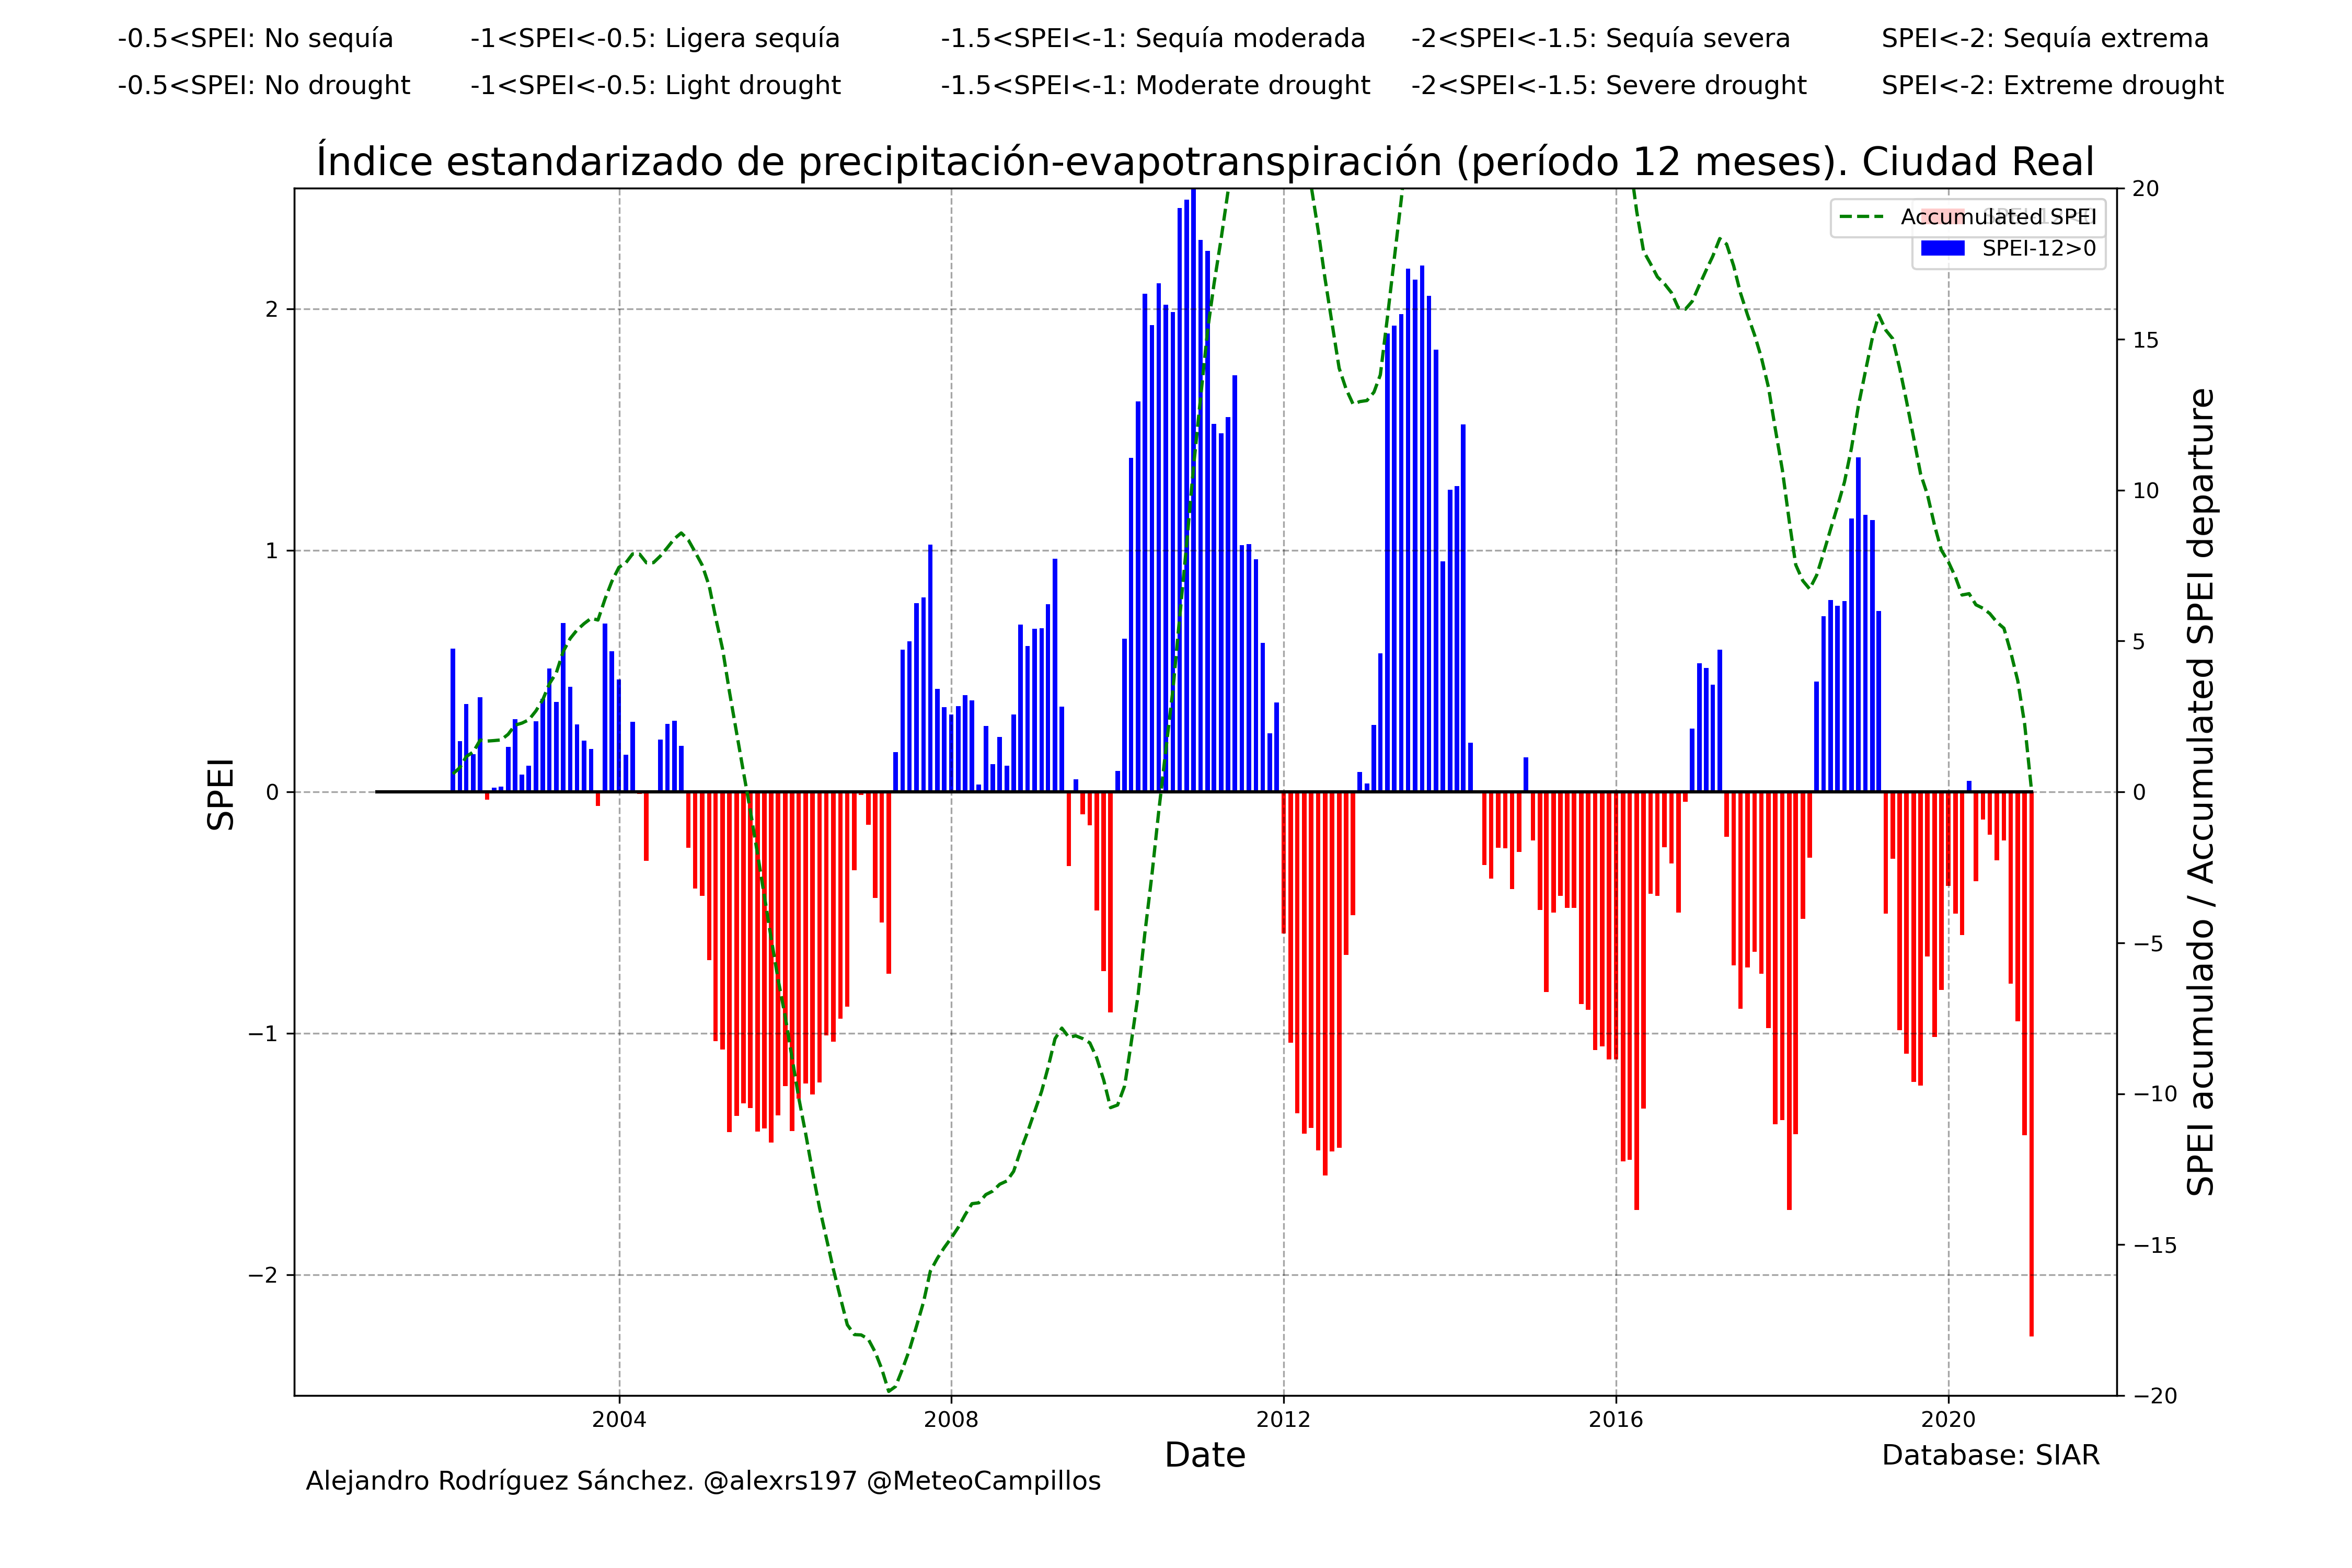 -0.5<SPEI: No sequía -1<SPEI<-0.5: Ligera sequía -1.5<SPEI<-1: Sequía moderada -2<SPEI<-1.5: Sequía severa SPEI<-2: Sequía extrema
-0.5<SPEI: No drought -1<SPEI<-0.5: Light drought -1.5<SPEI<-1: Moderate drought -2<SPEI<-1.5: Severe drought SPEI<-2: Extreme drought
Índice estandarizado de precipitación-evapotranspiración (período 12 meses). Ciudad Real
Accumulated SPEI
SPEI-12>0
SPEI
2
1
0
−1
−2
20
15
10
5
0
−5
−10
−15
−20
SPEI acumulado / Accumulated SPEI departure
2004 2008 2012 2016 2020
Date
Database: SIAR
Alejandro Rodríguez Sánchez. @alexrs197 @MeteoCampillos